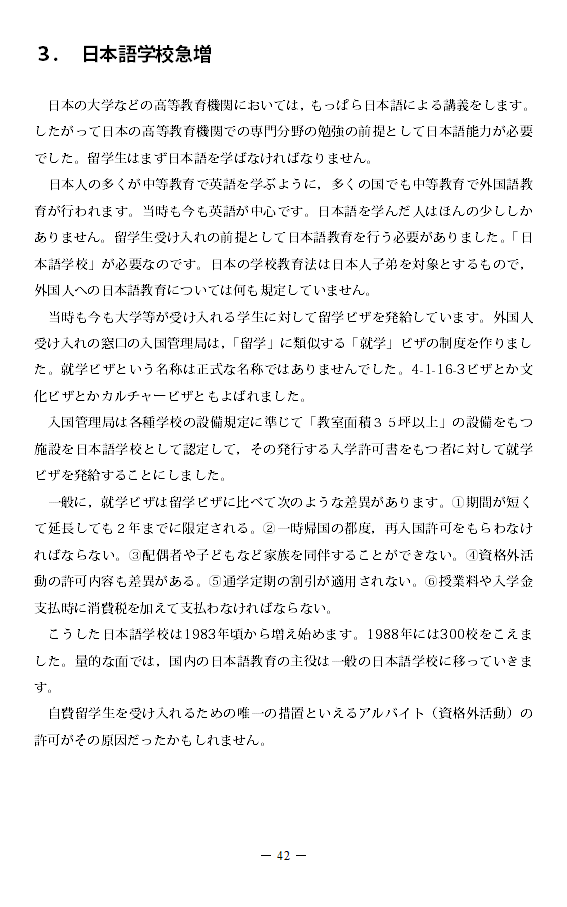 ３．　日本語学校急増
　日本の大学などの高等教育機関においては，もっぱら日本語による講義をします。
したがって日本の高等教育機関での専門分野の勉強の前提として日本語能力が必要
でした。留学生はまず日本語を学ばなければなりません。
　日本人の多くが中等教育で英語を学ぶように，多くの国でも中等教育で外国語教
育が行われます。当時も今も英語が中心です。日本語を学んだ人はほんの少ししか
ありません。留学生受け入れの前提として日本語教育を行う必要がありました。「日
本語学校」が必要なのです。日本の学校教育法は日本人子弟を対象とするもので，
外国人への日本語教育については何も規定していません。
　当時も今も大学等が受け入れる学生に対して留学ビザを発給しています。外国人
受け入れの窓口の入国管理局は，「留学」に類似する「就学」ビザの制度を作りまし
た。就学ビザという名称は正式な名称ではありませんでした。4-1-16-3ビザとか文
化ビザとかカルチャービザともよばれました。
　入国管理局は各種学校の設備規定に準じて「教室面積３５坪以上」の設備をもつ
施設を日本語学校として認定して，その発行する入学許可書をもつ者に対して就学
ビザを発給することにしました。
　一般に，就学ビザは留学ビザに比べて次のような差異があります。①期間が短く
て延長しても２年までに限定される。②一時帰国の都度，再入国許可をもらわなけ
ればならない。③配偶者や子どもなど家族を同伴することができない。④資格外活
動の許可内容も差異がある。⑤通学定期の割引が適用されない。⑥授業料や入学金
支払時に消費税を加えて支払わなければならない。
　こうした日本語学校は1983年頃から増え始めます。1988年には300校をこえま
した。量的な面では，国内の日本語教育の主役は一般の日本語学校に移っていきま
す。
　自費留学生を受け入れるための唯一の措置といえるアルバイト（資格外活動）の
許可がその原因だったかもしれません。
― 42 ―